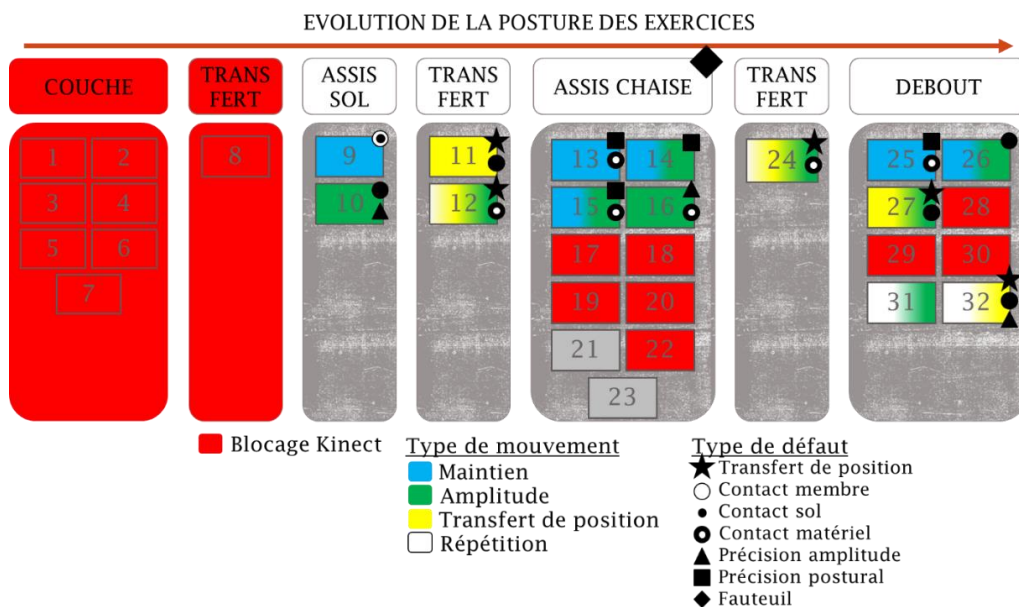 EVOLUTION DE LA POSTURE DES EXERCICES
COUCHE
TRANS
FERT
ASSIS
SOL
TRANS
FERT
ASSIS CHAISE
TRANS
FERT
DEBOUT
1 2 8 9 11 13 14 24 25 26
3 4 10 12 15 16 27 28
5 6 17 18 29 30
7 19 20 31 32
21 22
23
Blocage Kinect
Type de mouvement
Maintien
Amplitude
Transfert de position
Répétition
Type de défaut
Transfert de position
Contact membre
Contact sol
Contact matériel
Précision amplitude
Précision postural
Fauteuil